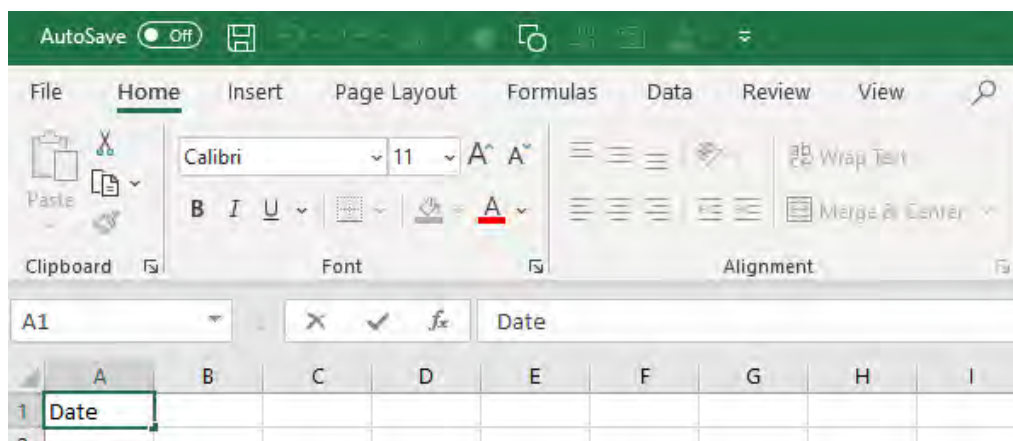 AutoSave Off
File Home Insert Page Layout Formulas Data Review View
Calibri 11 A^ A˅ ab Wrap Text
Paste B I U A Merge & Center
Clipboard Font Alignment
A1 fx Date
A B C D E F G H I
1 Date